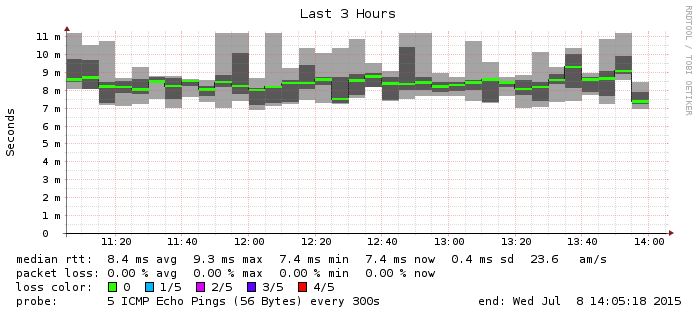 Last 3 Hours
RRDTOOL / TOBI OETIKER
Seconds
11 m
10 m
9 m
8 m
7 m
6 m
5 m
4 m
3 m
2 m
1 m
0
11:20 11:40 12:00 12:20 12:40 13:00 13:20 13:40 14:00
median rtt: 8.4 ms avg 9.3 ms max 7.4 ms min 7.4 ms now 0.4 ms sd 23.6 am/s
packet loss: 0.00 % avg 0.00 % max 0.00 % min 0.00 % now
loss color: 0 1/5 2/5 3/5 4/5
probe: 5 ICMP Echo Pings (56 Bytes) every 300s end: Wed Jul 8 14:05:18 2015